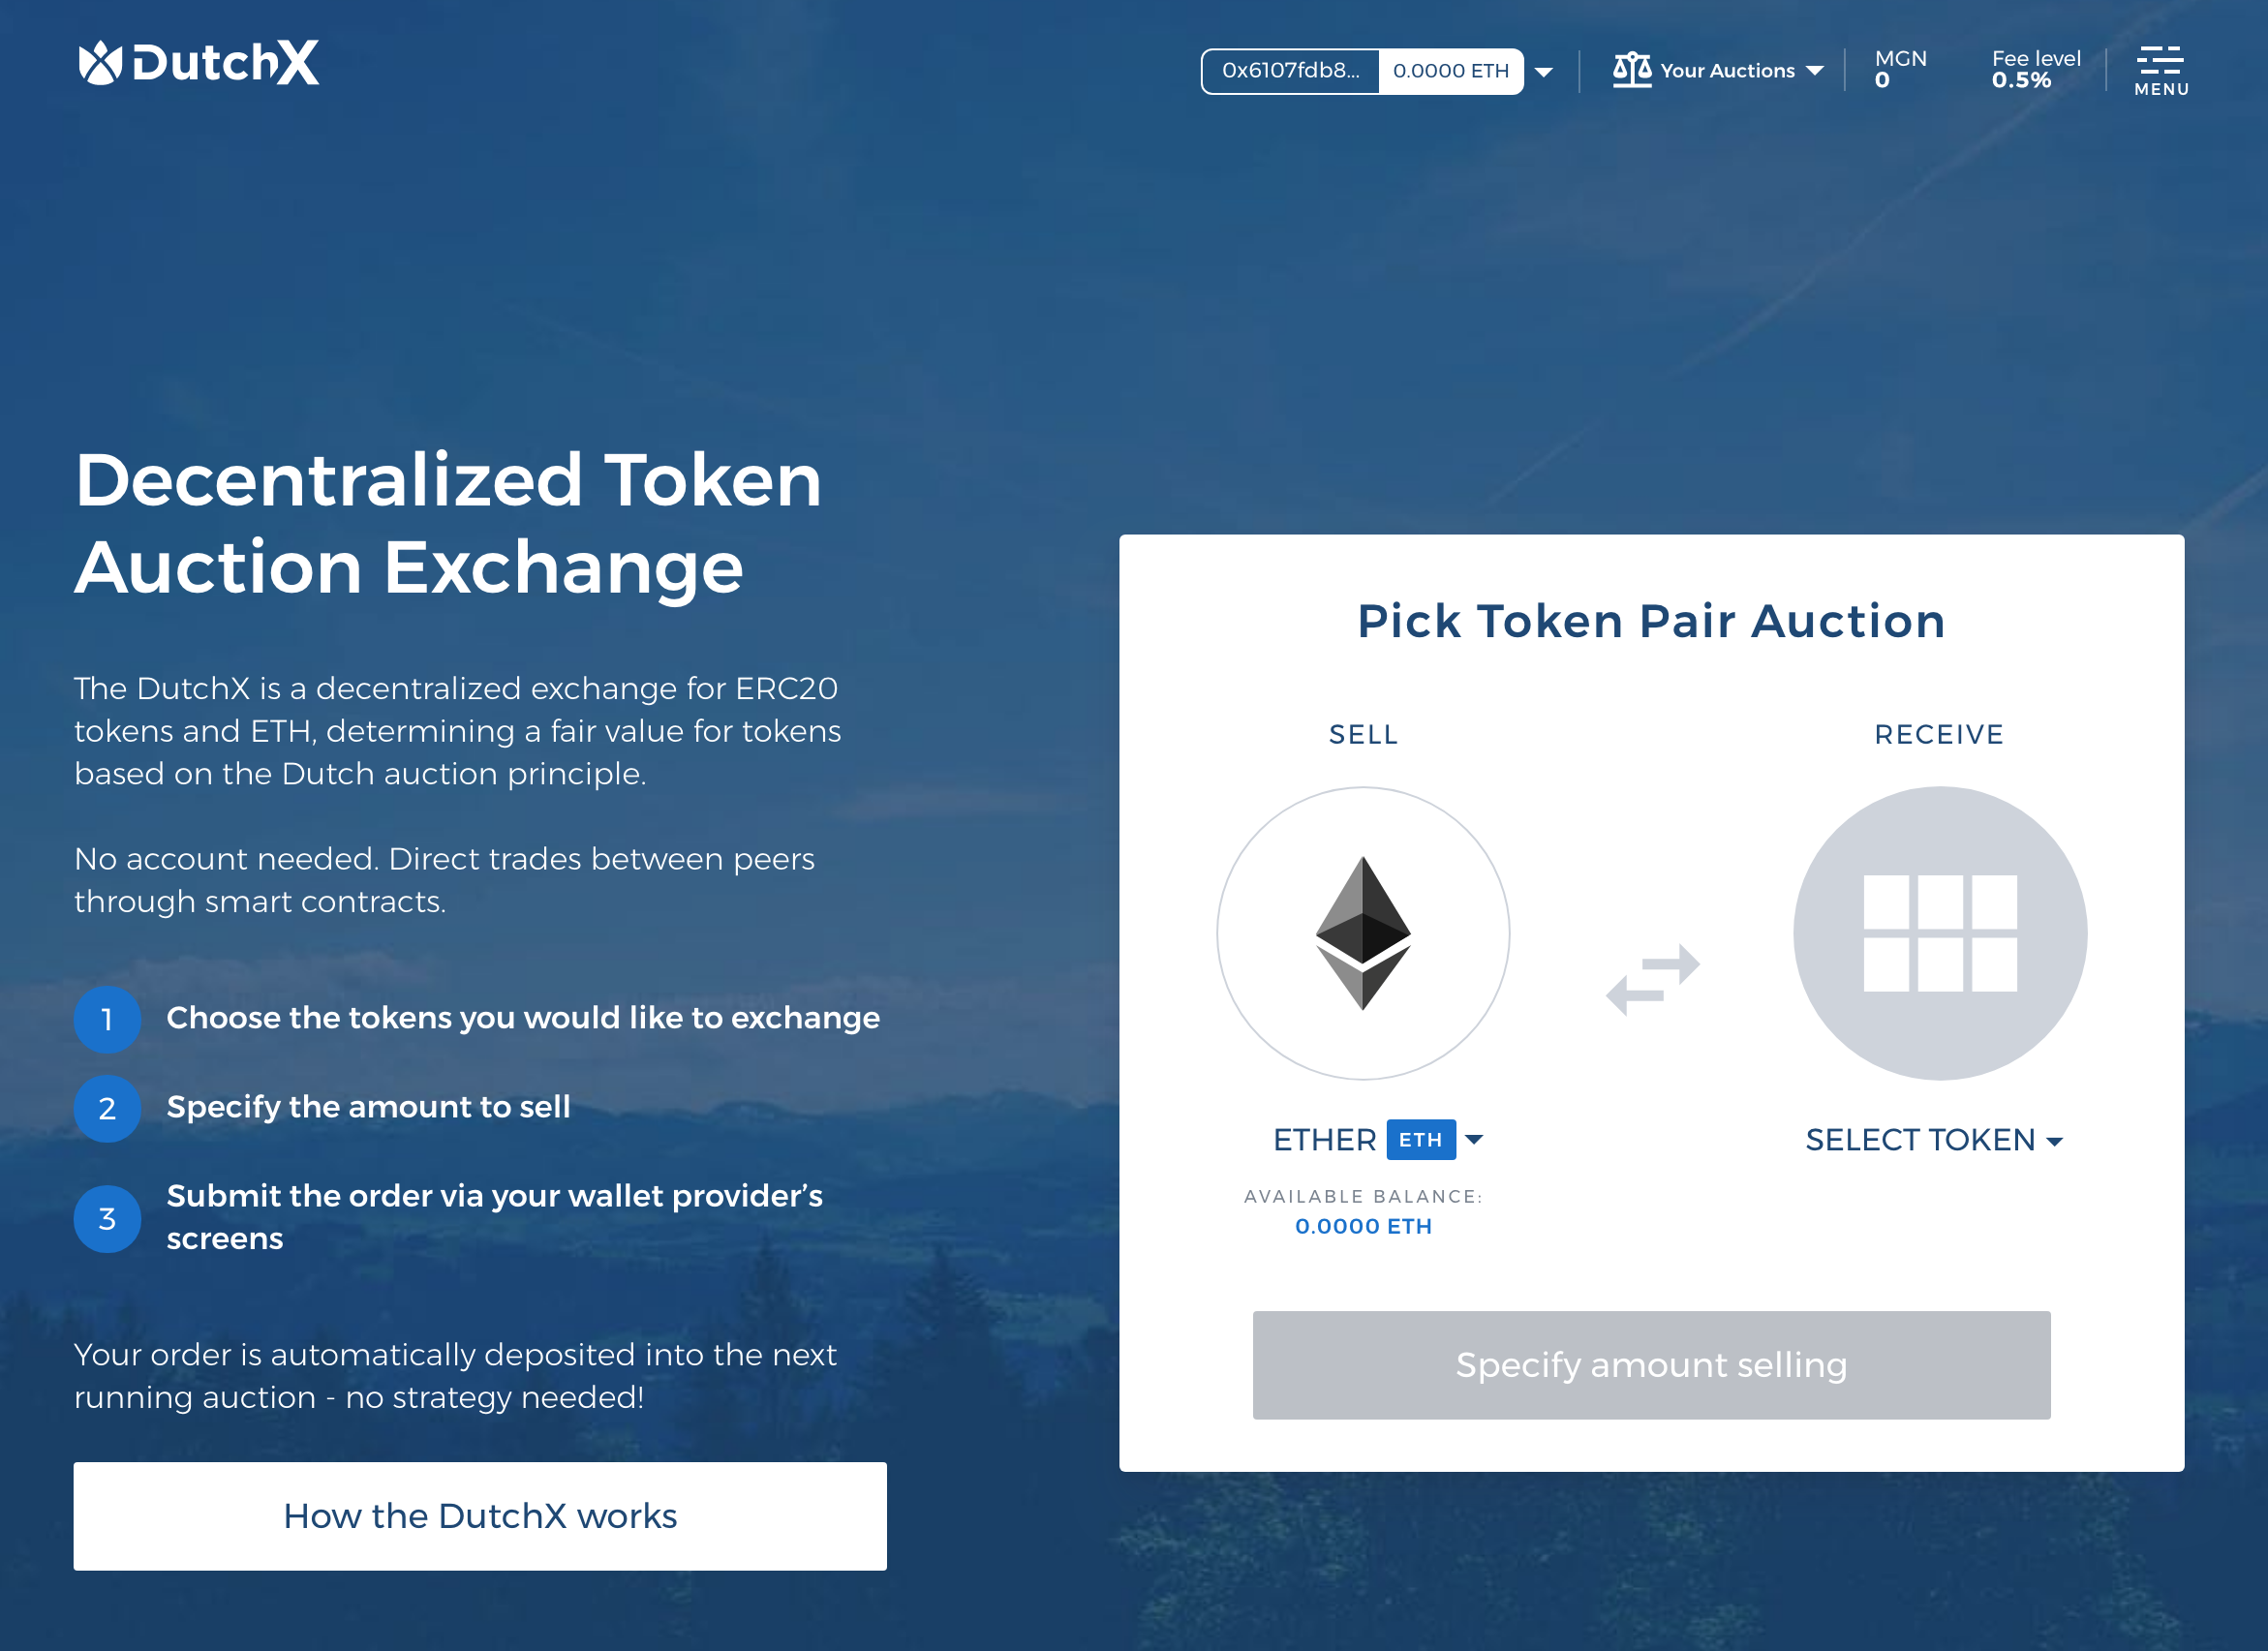 DutchX
0x6107fdb8... 0.0000 ETH
Your Auctions
MGN
0
Fee level
0.5%
MENU
Decentralized Token
Auction Exchange
The DutchX is a decentralized exchange for ERC20
tokens and ETH, determining a fair value for tokens
based on the Dutch auction principle.
No account needed. Direct trades between peers
through smart contracts.
1 Choose the tokens you would like to exchange
2 Specify the amount to sell
3 Submit the order via your wallet provider’s
screens
Your order is automatically deposited into the next
running auction - no strategy needed!
How the DutchX works
Pick Token Pair Auction
SELL
RECEIVE
ETHER ETH
SELECT TOKEN
AVAILABLE BALANCE:
0.0000 ETH
Specify amount selling